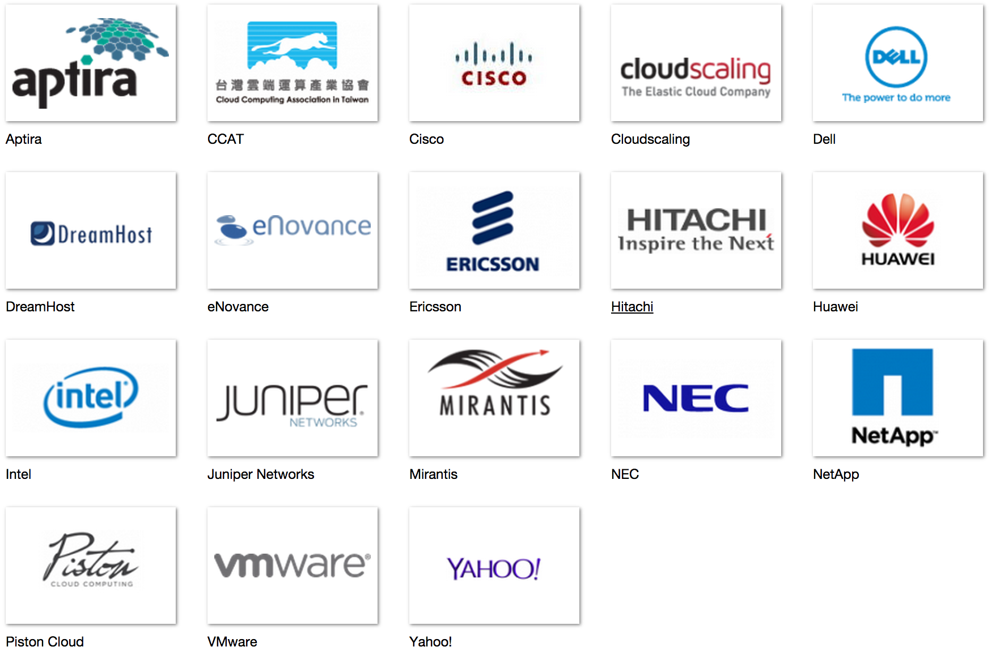 aptira
Aptira
台灣雲端運算產業協會
Cloud Computing Association in Taiwan
CCAT
CISCO
Cisco
cloudscaling
The Elastic Cloud Company
Cloudscaling
DELL
The power to do more
Dell
DreamHost
DreamHost
eNovance
eNovance
ERICSSON
Ericsson
HITACHI
Inspire the Next
Hitachi
HUAWEI
Huawei
intel®
Intel
JUNIPer®
NETWORKS
Juniper Networks
MIRANTIS
Mirantis
NEC
NEC
NetApp™
NetApp
Piston
CLOUD COMPUTING
Piston Cloud
vmware®
VMware
YAHOO!
Yahoo!